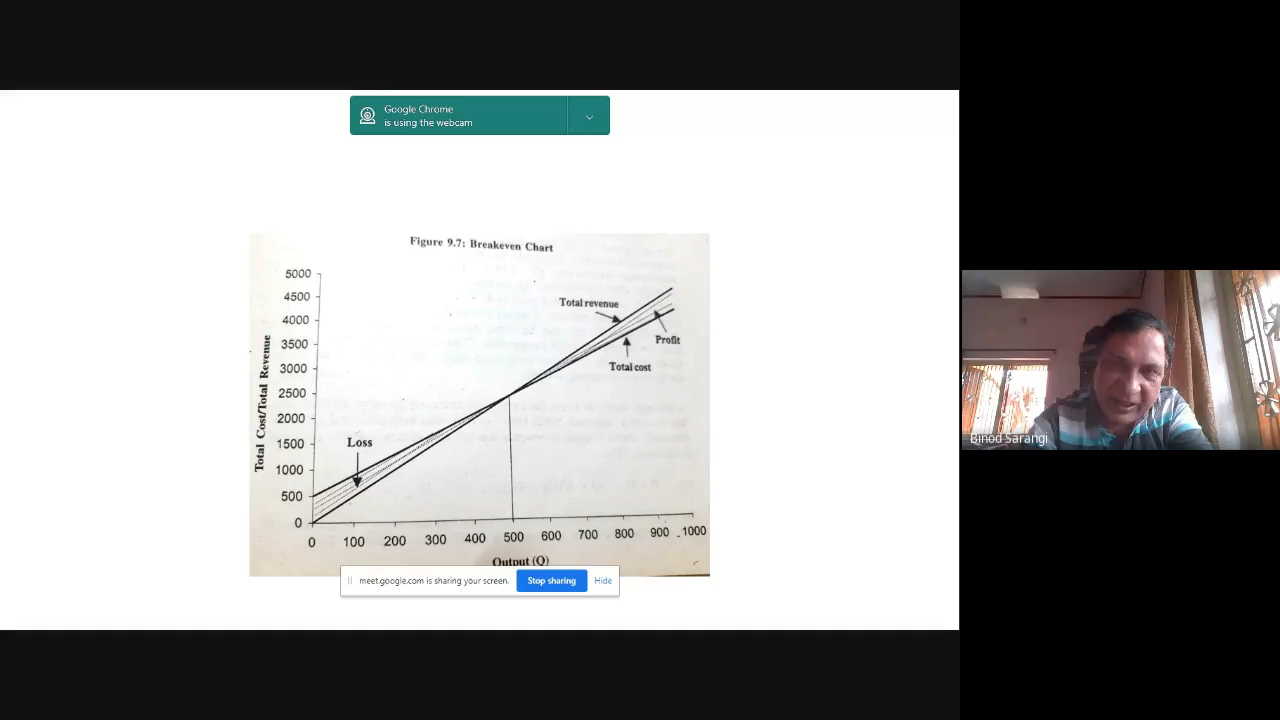 Google Chrome
is using the webcam
Figure 9.7: Breakeven Chart
Total Cost/Total Revenue
5000
4500
4000
3500
3000
2500
2000
1500
1000
500
0
Total revenue
Profit
Total cost
Loss
0 100 200 300 400 500 600 700 800 900 1000
Output (Q)
meet.google.com is sharing your screen.
Stop sharing
Hide
Binod Sarangi